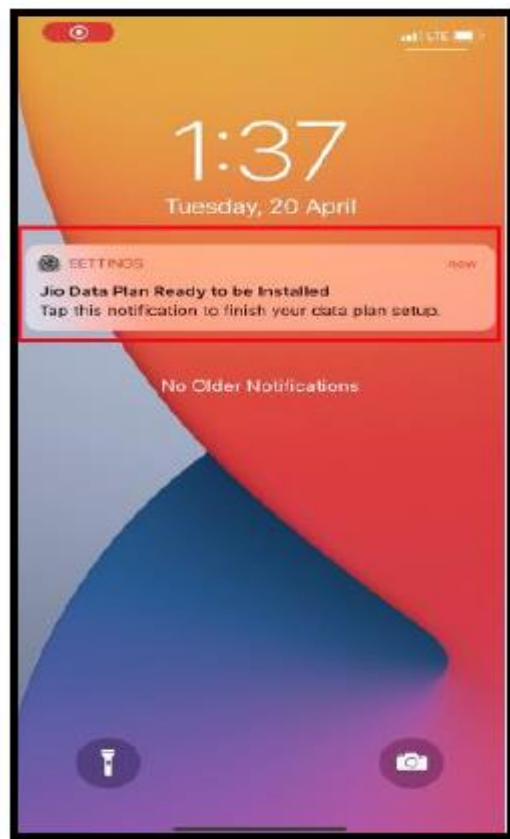 LTE
1:37
Tuesday, 20 April
SETTINGS now
Jio Data Plan Ready to be Installed
Tap this notification to finish your data plan setup.
No Older Notifications